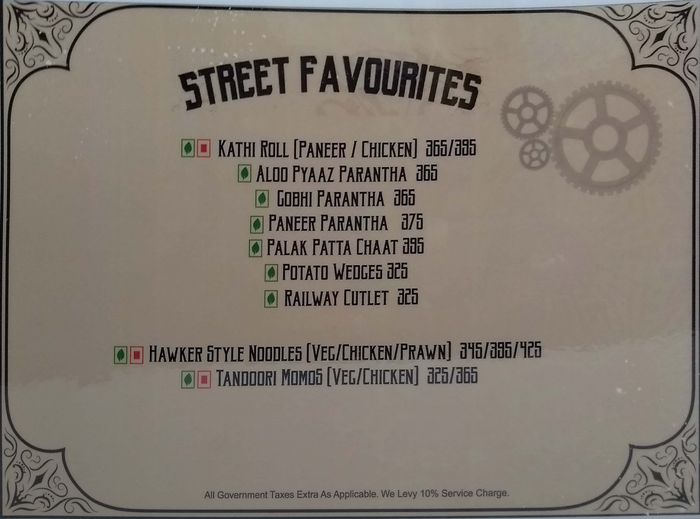 STREET FAVOURITES
KATHI ROLL (PANEER / CHICKEN) 365/395
ALOO PYAAZ PARANTHA 365
GOBHI PARANTHA 365
PANEER PARANTHA 375
PALAK PATTA CHAAT 395
POTATO WEDGES 325
RAILWAY CUTLET 325
HAWKER STYLE NOODLES (VEG/CHICKEN/PRAWN) 345/395/425
TANDOORI MOMOS (VEG/CHICKEN) 325/365
All Government Taxes Extra As Applicable. We Levy 10% Service Charge.